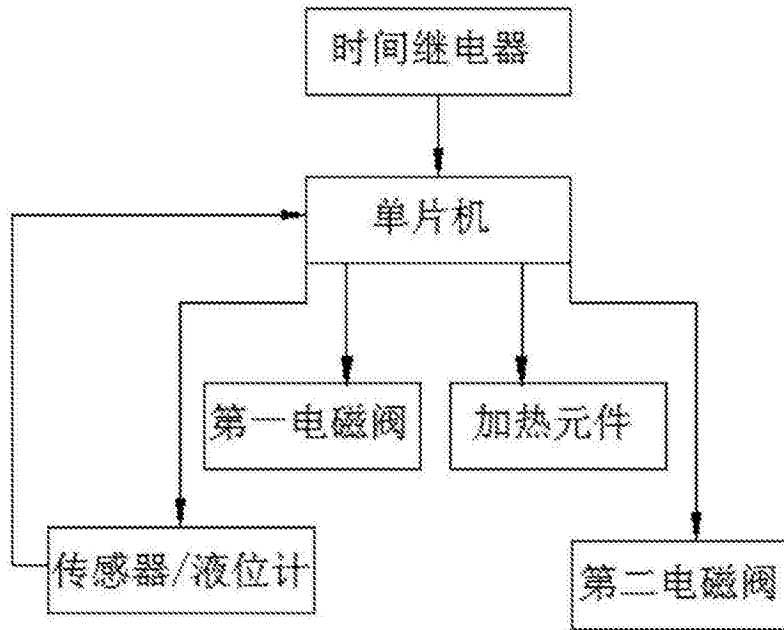 时间继电器
单片机
第一电磁阀
加热元件
传感器/液位计
第二电磁阀